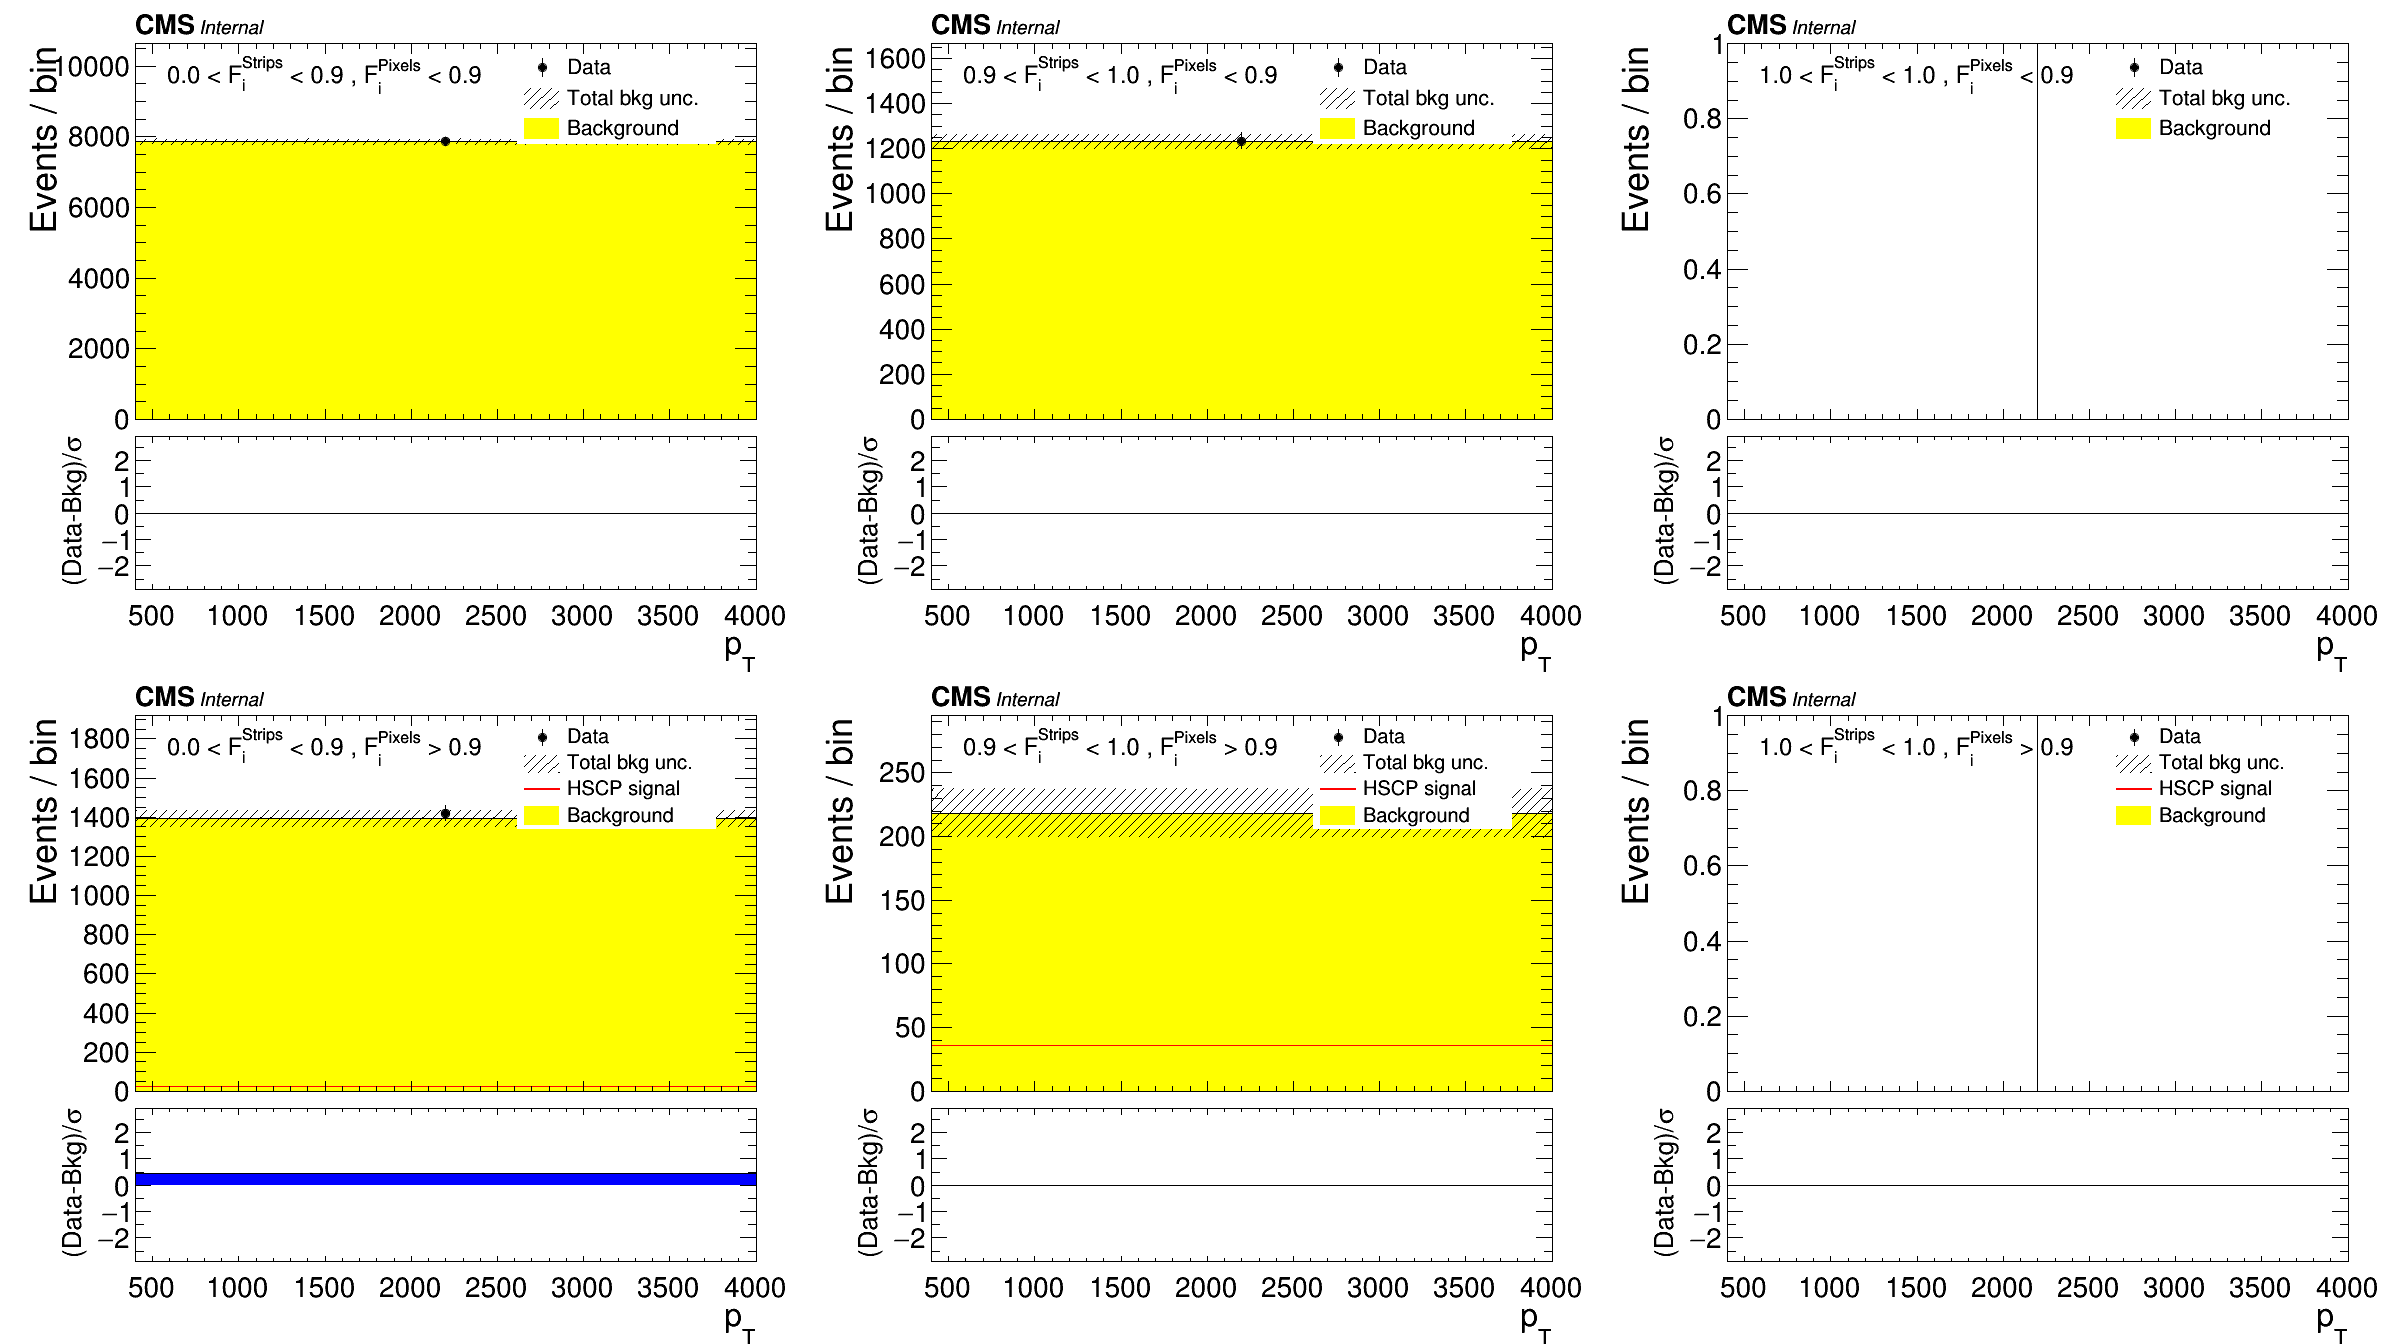 CMS Internal
Events / bin
0.0 < F_i^Strips < 0.9 , F_i^Pixels < 0.9
Data
Total bkg unc.
Background
10000
8000
6000
4000
2000
0
(Data-Bkg)/σ
2
1
0
−1
−2
500 1000 1500 2000 2500 3000 3500 4000
p_T
CMS Internal
Events / bin
0.9 < F_i^Strips < 1.0 , F_i^Pixels < 0.9
Data
Total bkg unc.
Background
1600
1400
1200
1000
800
600
400
200
0
(Data-Bkg)/σ
2
1
0
−1
−2
500 1000 1500 2000 2500 3000 3500 4000
p_T
CMS Internal
Events / bin
1.0 < F_i^Strips < 1.0 , F_i^Pixels < 0.9
Data
Total bkg unc.
Background
1
0.8
0.6
0.4
0.2
0
(Data-Bkg)/σ
2
1
0
−1
−2
500 1000 1500 2000 2500 3000 3500 4000
p_T
CMS Internal
Events / bin
0.0 < F_i^Strips < 0.9 , F_i^Pixels > 0.9
Data
Total bkg unc.
HSCP signal
Background
1800
1600
1400
1200
1000
800
600
400
200
0
(Data-Bkg)/σ
2
1
0
−1
−2
500 1000 1500 2000 2500 3000 3500 4000
p_T
CMS Internal
Events / bin
0.9 < F_i^Strips < 1.0 , F_i^Pixels > 0.9
Data
Total bkg unc.
HSCP signal
Background
250
200
150
100
50
0
(Data-Bkg)/σ
2
1
0
−1
−2
500 1000 1500 2000 2500 3000 3500 4000
p_T
CMS Internal
Events / bin
1.0 < F_i^Strips < 1.0 , F_i^Pixels > 0.9
Data
Total bkg unc.
HSCP signal
Background
1
0.8
0.6
0.4
0.2
0
(Data-Bkg)/σ
2
1
0
−1
−2
500 1000 1500 2000 2500 3000 3500 4000
p_T